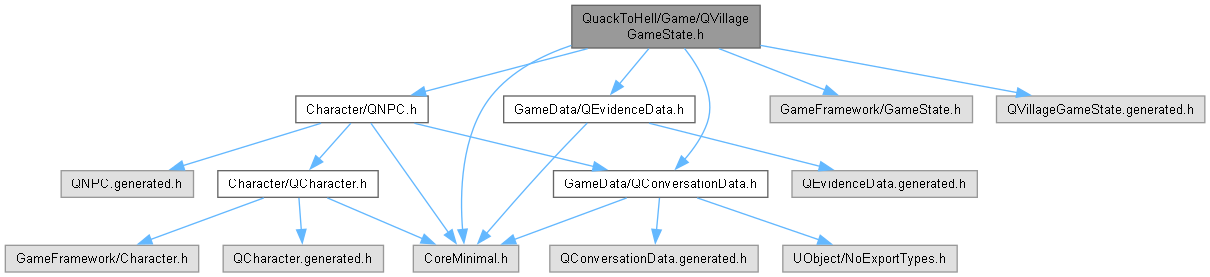 QuackToHell/Game/QVillage
GameState.h
Character/QNPC.h
GameData/QEvidenceData.h
GameFramework/GameState.h
QVillageGameState.generated.h
QNPC.generated.h
Character/QCharacter.h
GameData/QConversationData.h
QEvidenceData.generated.h
GameFramework/Character.h
QCharacter.generated.h
CoreMinimal.h
QConversationData.generated.h
UObject/NoExportTypes.h